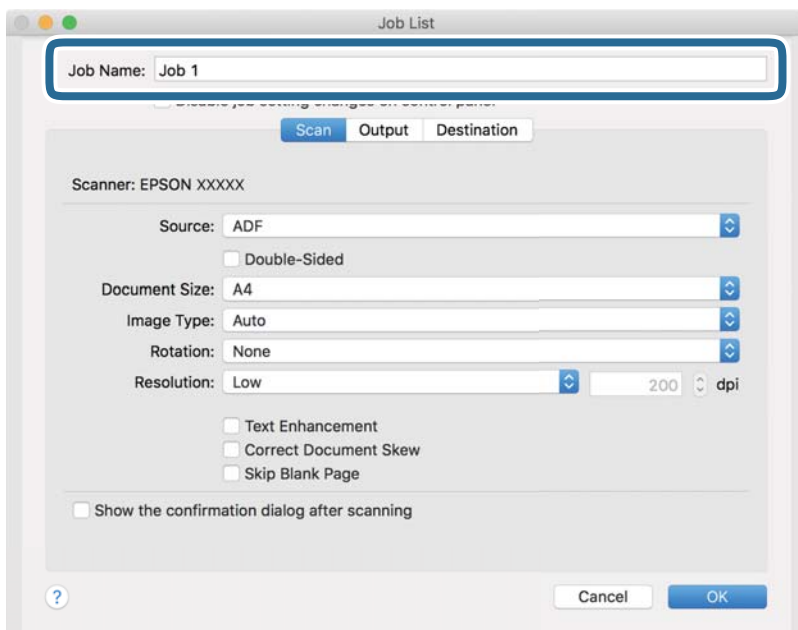 Job List
Job Name: Job 1
Scan Output Destination
Scanner: EPSON XXXXX
Source: ADF
Double-Sided
Document Size: A4
Image Type: Auto
Rotation: None
Resolution: Low 200 dpi
Text Enhancement
Correct Document Skew
Skip Blank Page
Show the confirmation dialog after scanning
? Cancel OK